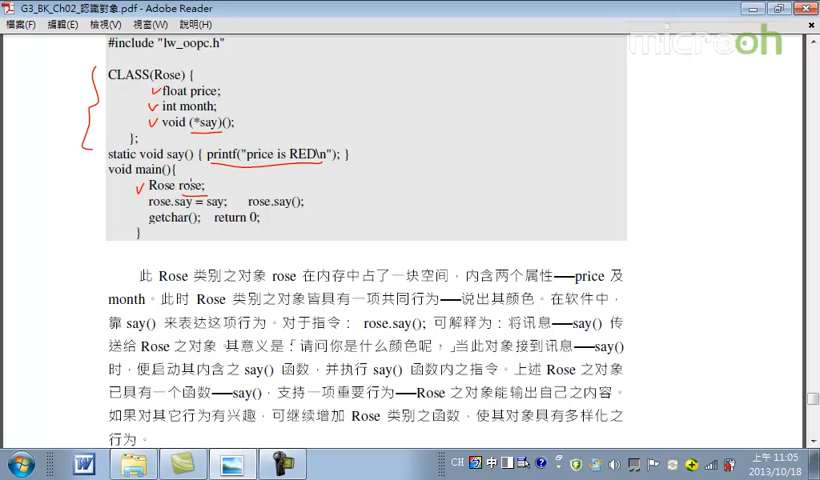 G3_BK_Ch02_認識對象.pdf - Adobe Reader
檔案(F) 編輯(E) 檢視(V) 視窗(W) 說明(H)
microoh
#include "lw_oopc.h"
CLASS(Rose) {
float price;
int month;
void (*say)();
};
static void say() { printf("price is RED\n"); }
void main(){
Rose rose;
rose.say = say; rose.say();
getchar(); return 0;
}
此 Rose 类别之对象 rose 在内存中占了一块空间，内含两个属性──price 及
month。此时 Rose 类别之对象皆具有一项共同行为──说出其颜色。在软件中，
靠 say() 来表达这项行为。对于指令： rose.say(); 可解释为：将讯息──say() 传
送给 Rose 之对象，其意义是:「请问你是什么颜色呢，」当此对象接到讯息──say()
时，便启动其内含之 say() 函数，并执行 say() 函数内之指令。上述 Rose 之对象
已具有一个函数──say()，支持一项重要行为──Rose 之对象能输出自己之内容。
如果对其它行为有兴趣，可继续增加 Rose 类别之函数，使其对象具有多样化之
行为。
CH 中 上午 11:05
2013/10/18